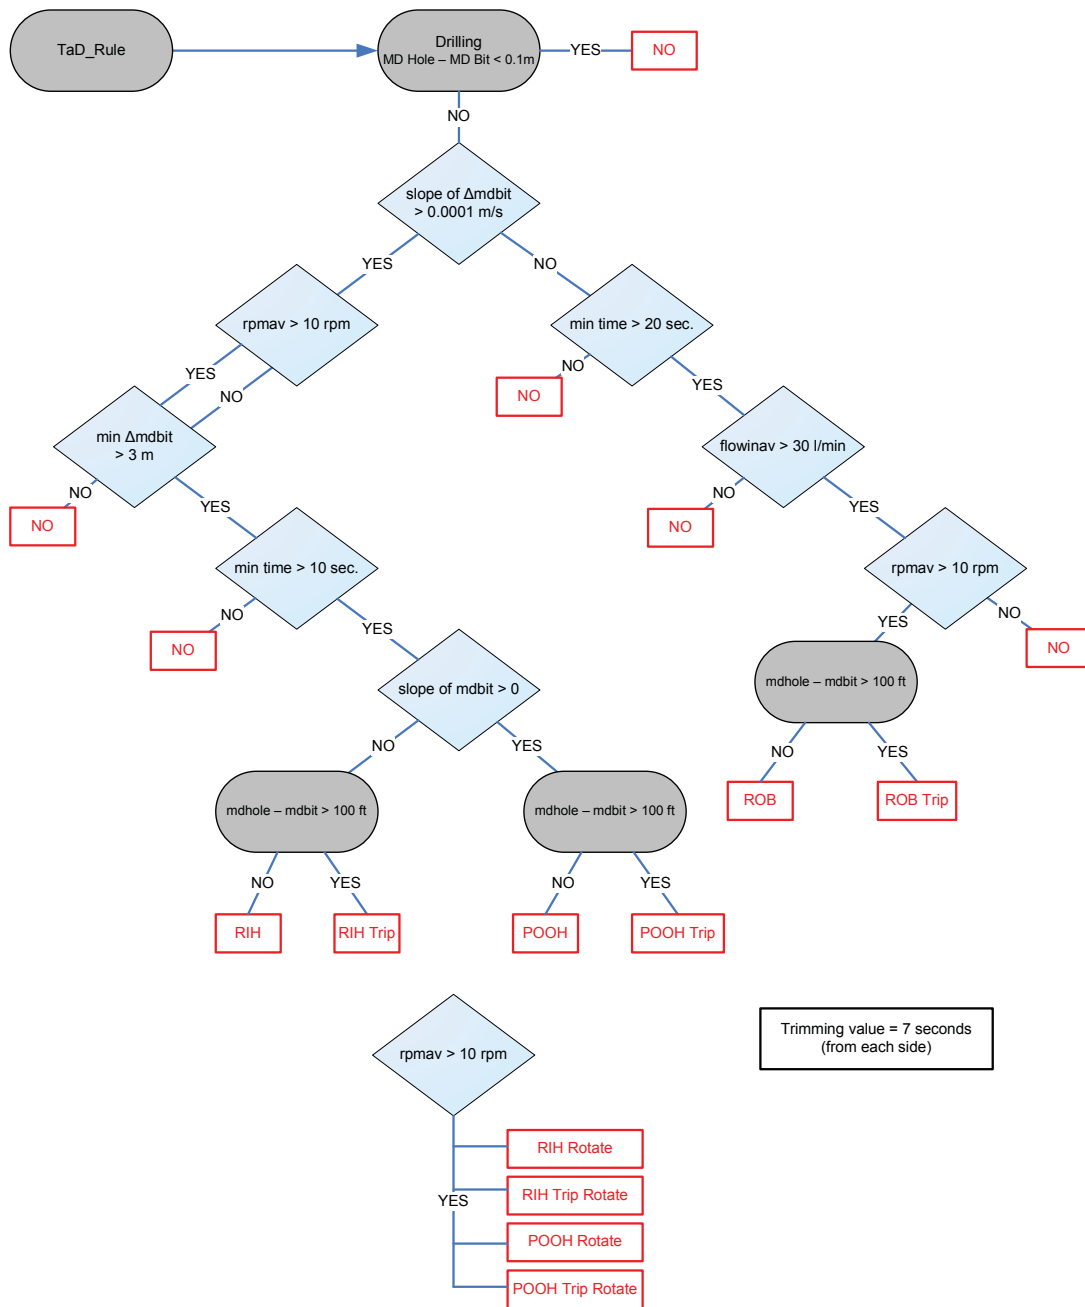 TaD_Rule
Drilling
MD Hole – MD Bit < 0.1m
YES
NO
NO
slope of Δmdbit
> 0.0001 m/s
YES
NO
rpmav > 10 rpm
min time > 20 sec.
YES
NO
NO
NO
YES
min Δmdbit
> 3 m
flowinav > 30 l/min
NO
NO
YES
NO
NO
YES
min time > 10 sec.
rpmav > 10 rpm
NO
NO
YES
YES
NO
NO
slope of mdbit > 0
mdhole – mdbit > 100 ft
NO
YES
NO
YES
mdhole – mdbit > 100 ft
mdhole – mdbit > 100 ft
ROB
ROB Trip
NO
YES
NO
YES
RIH
RIH Trip
POOH
POOH Trip
rpmav > 10 rpm
Trimming value = 7 seconds
(from each side)
RIH Rotate
RIH Trip Rotate
YES
POOH Rotate
POOH Trip Rotate